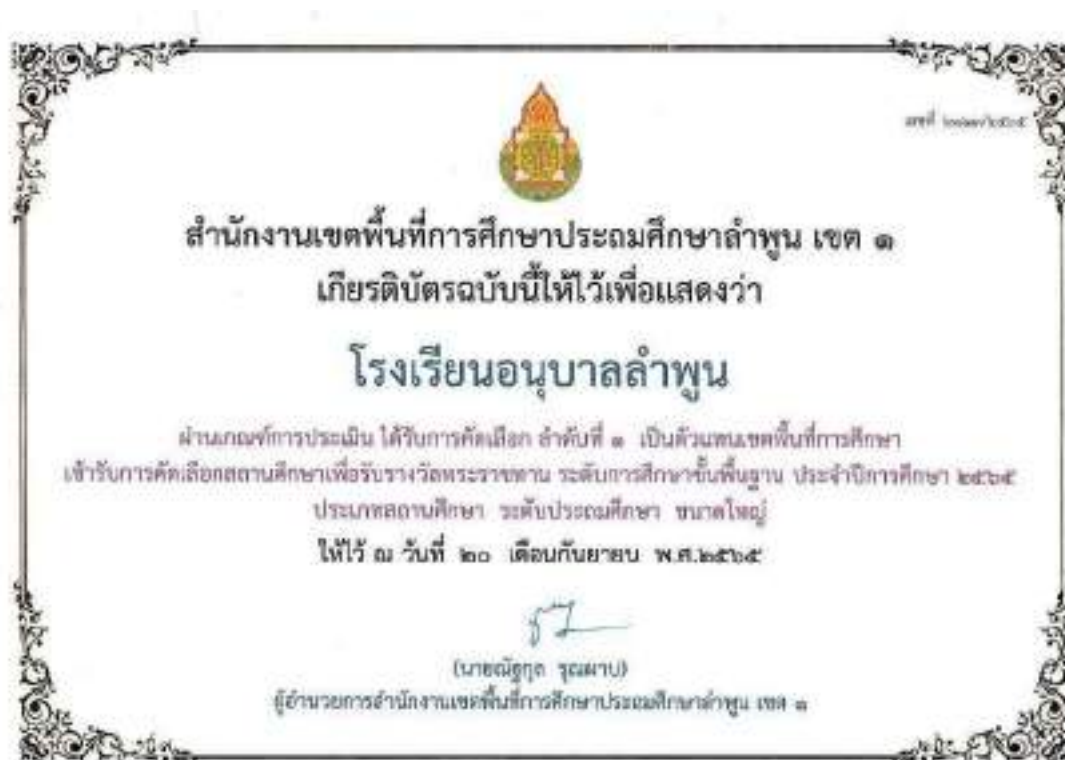 เลขที่
สำนักงานเขตพื้นที่การศึกษาประถมศึกษาลำพูน เขต ๑
เกียรติบัตรฉบับนี้ให้ไว้เพื่อแสดงว่า
โรงเรียนอนุบาลลำพูน
ผ่านเกณฑ์การประเมิน ได้รับการคัดเลือก ลำดับที่ ๑ เป็นตัวแทนเขตพื้นที่การศึกษา
เข้ารับการคัดเลือกสถานศึกษาเพื่อรับรางวัลพระราชทาน ระดับการศึกษาขั้นพื้นฐาน ประจำปีการศึกษา ๒๕๖๕
ประเภทสถานศึกษา ระดับประถมศึกษา ขนาดใหญ่
ให้ไว้ ณ วันที่ ๒๐ เดือนกันยายน พ.ศ.๒๕๖๕
(นายณัฐกุล รุณผาบ)
ผู้อำนวยการสำนักงานเขตพื้นที่การศึกษาประถมศึกษาลำพูน เขต ๑